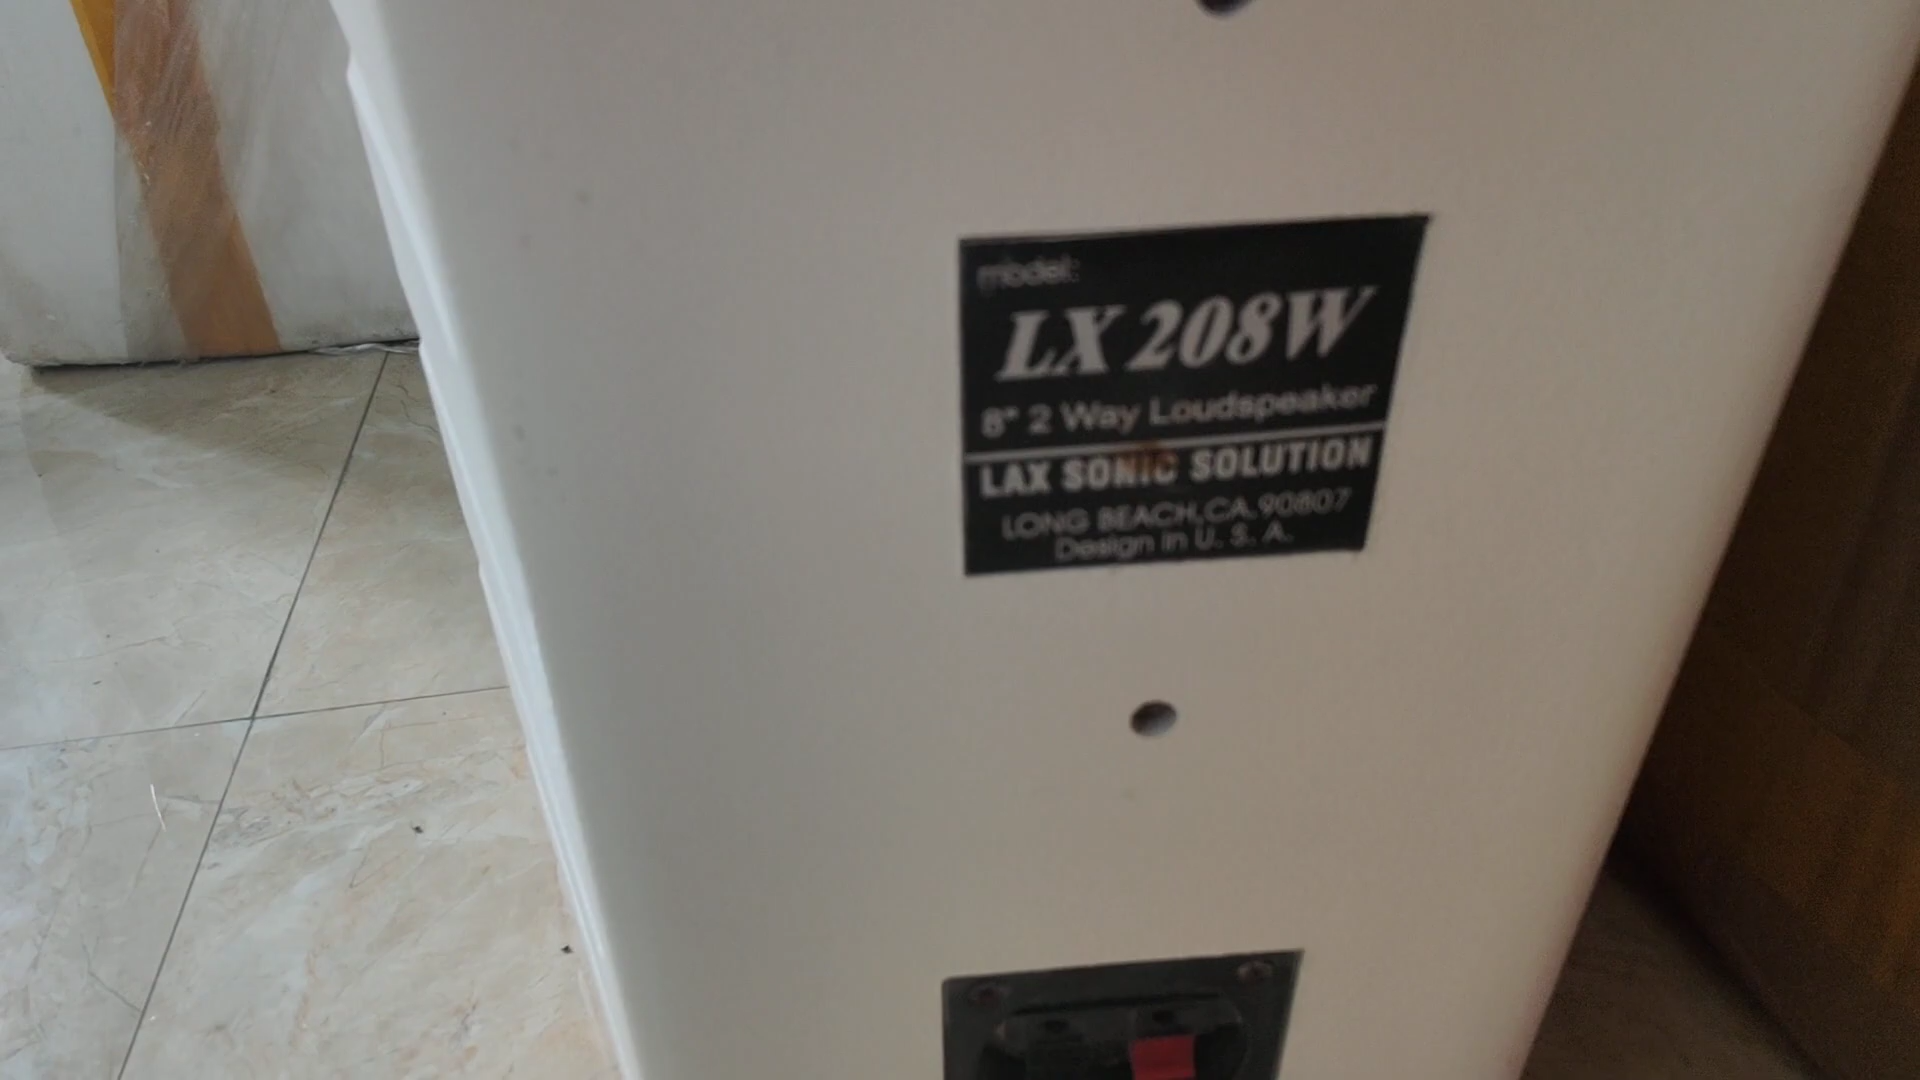 model:
LX 208W
8" 2 Way Loudspeaker
LAX SONIC SOLUTION
LONG BEACH,CA.90807
Design in U. S. A.